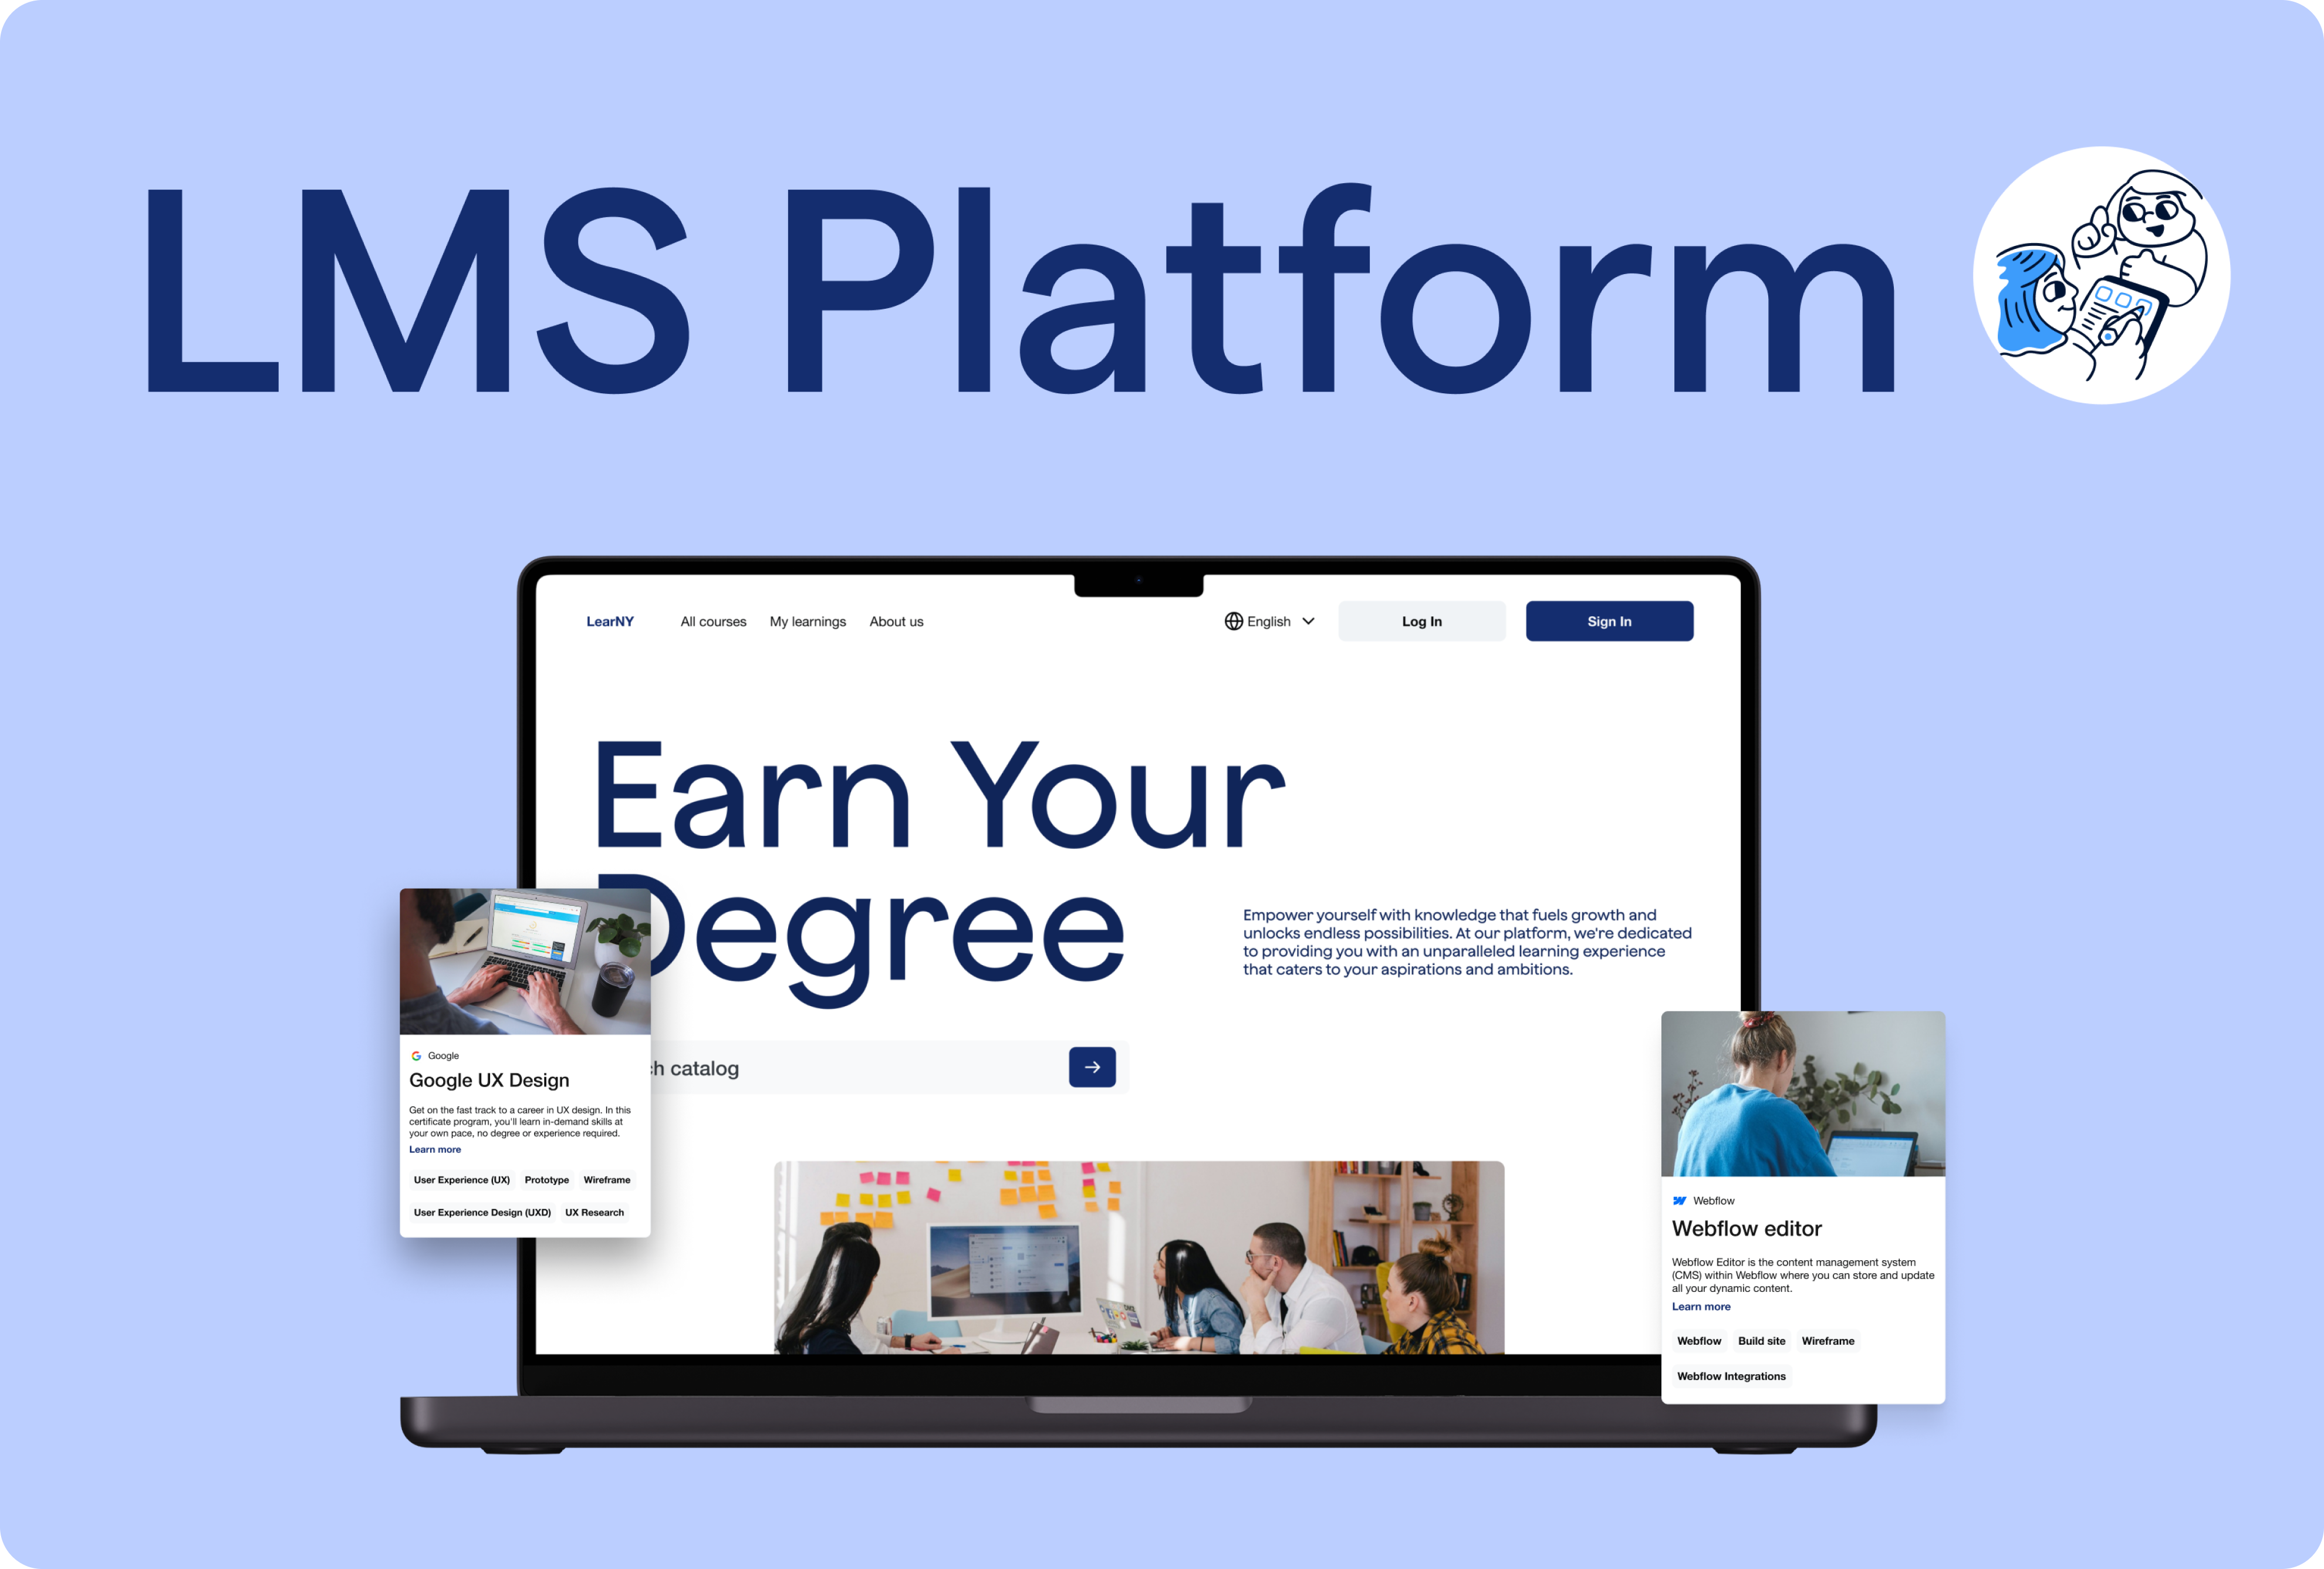 LMS Platform
LearNY
All courses
My learnings
About us
English
Log In
Sign In
Earn Your
Degree
Empower yourself with knowledge that fuels growth and
unlocks endless possibilities. At our platform, we're dedicated
to providing you with an unparalleled learning experience
that caters to your aspirations and ambitions.
catalog
Google
Google UX Design
Get on the fast track to a career in UX design. In this
certificate program, you'll learn in-demand skills at
your own pace, no degree or experience required.
Learn more
User Experience (UX)
Prototype
Wireframe
User Experience Design (UXD)
UX Research
Webflow
Webflow editor
Webflow Editor is the content management system
(CMS) within Webflow where you can store and update
all your dynamic content.
Learn more
Webflow
Build site
Wireframe
Webflow Integrations